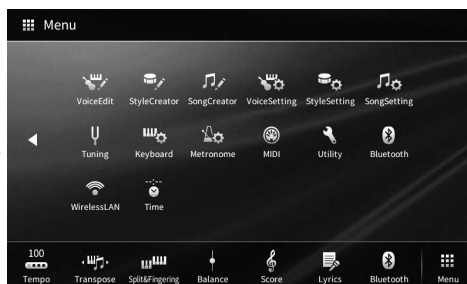 Menu
VoiceEdit StyleCreator SongCreator VoiceSetting StyleSetting SongSetting
Tuning Keyboard Metronome MIDI Utility Bluetooth
--:--
WirelessLAN Time
100
Tempo Transpose Split&Fingering Balance Score Lyrics Bluetooth Menu